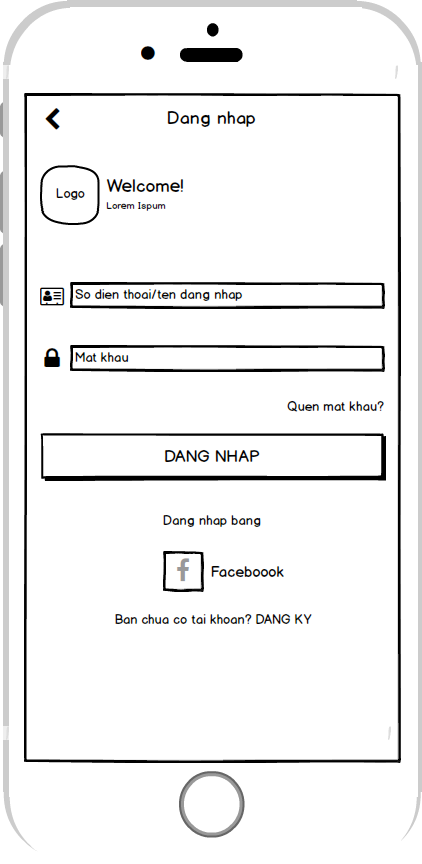 Dang nhap
Logo
Welcome!
Lorem Ispum
So dien thoai/ten dang nhap
Mat khau
Quen mat khau?
DANG NHAP
Dang nhap bang
f Faceboook
Ban chua co tai khoan? DANG KY